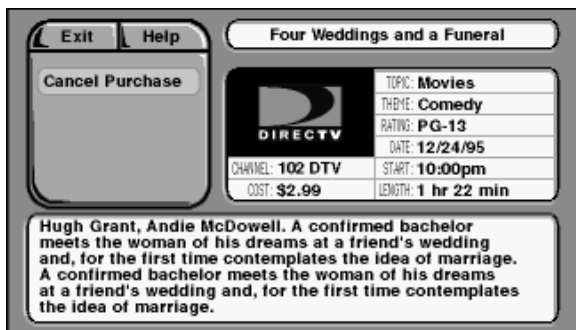 Exit
Help
Four Weddings and a Funeral
Cancel Purchase
DIRECTV
CHANNEL: 102 DTV
COST: $2.99
TOPIC: Movies
THEME: Comedy
RATING: PG-13
DATE: 12/24/95
START: 10:00pm
LENGTH: 1 hr 22 min
Hugh Grant, Andie McDowell. A confirmed bachelor
meets the woman of his dreams at a friend's wedding
and, for the first time contemplates the idea of marriage.
A confirmed bachelor meets the woman of his dreams
at a friend's wedding and, for the first time contemplates
the idea of marriage.